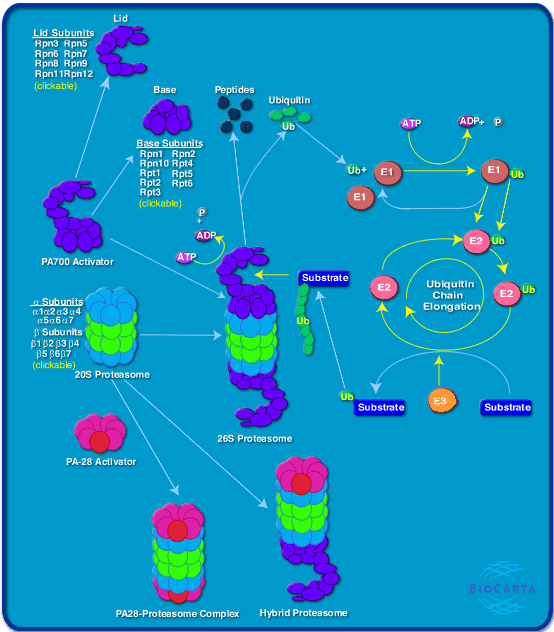 Lid
Lid Subunits
Rpn3 Rpn5
Rpn6 Rpn7
Rpn8 Rpn9
Rpn11Rpn12
(clickable)
Base
Base Subunits
Rpn1 Rpn2
Rpn10 Rpt4
Rpt1 Rpt5
Rpt2 Rpt6
Rpt3
(clickable)
Peptides
Ubiquitin
Ub
ATP
ADP+ P
Ub+
E1
E1
E1
Ub
PA700 Activator
P
+
ADP
ATP
E2
Ub
E2
E2
Ub
Ubiquitin
Chain
Elongation
Substrate
Ub
α Subunits
α1α2α3α4
α5α6α7
β Subunits
β1β2β3β4
β5β6β7
(clickable)
20S Proteasome
26S Proteasome
Ub
Substrate
E3
Substrate
PA-28 Activator
PA28-Proteasome Complex
Hybrid Proteasome
BIOCARTA